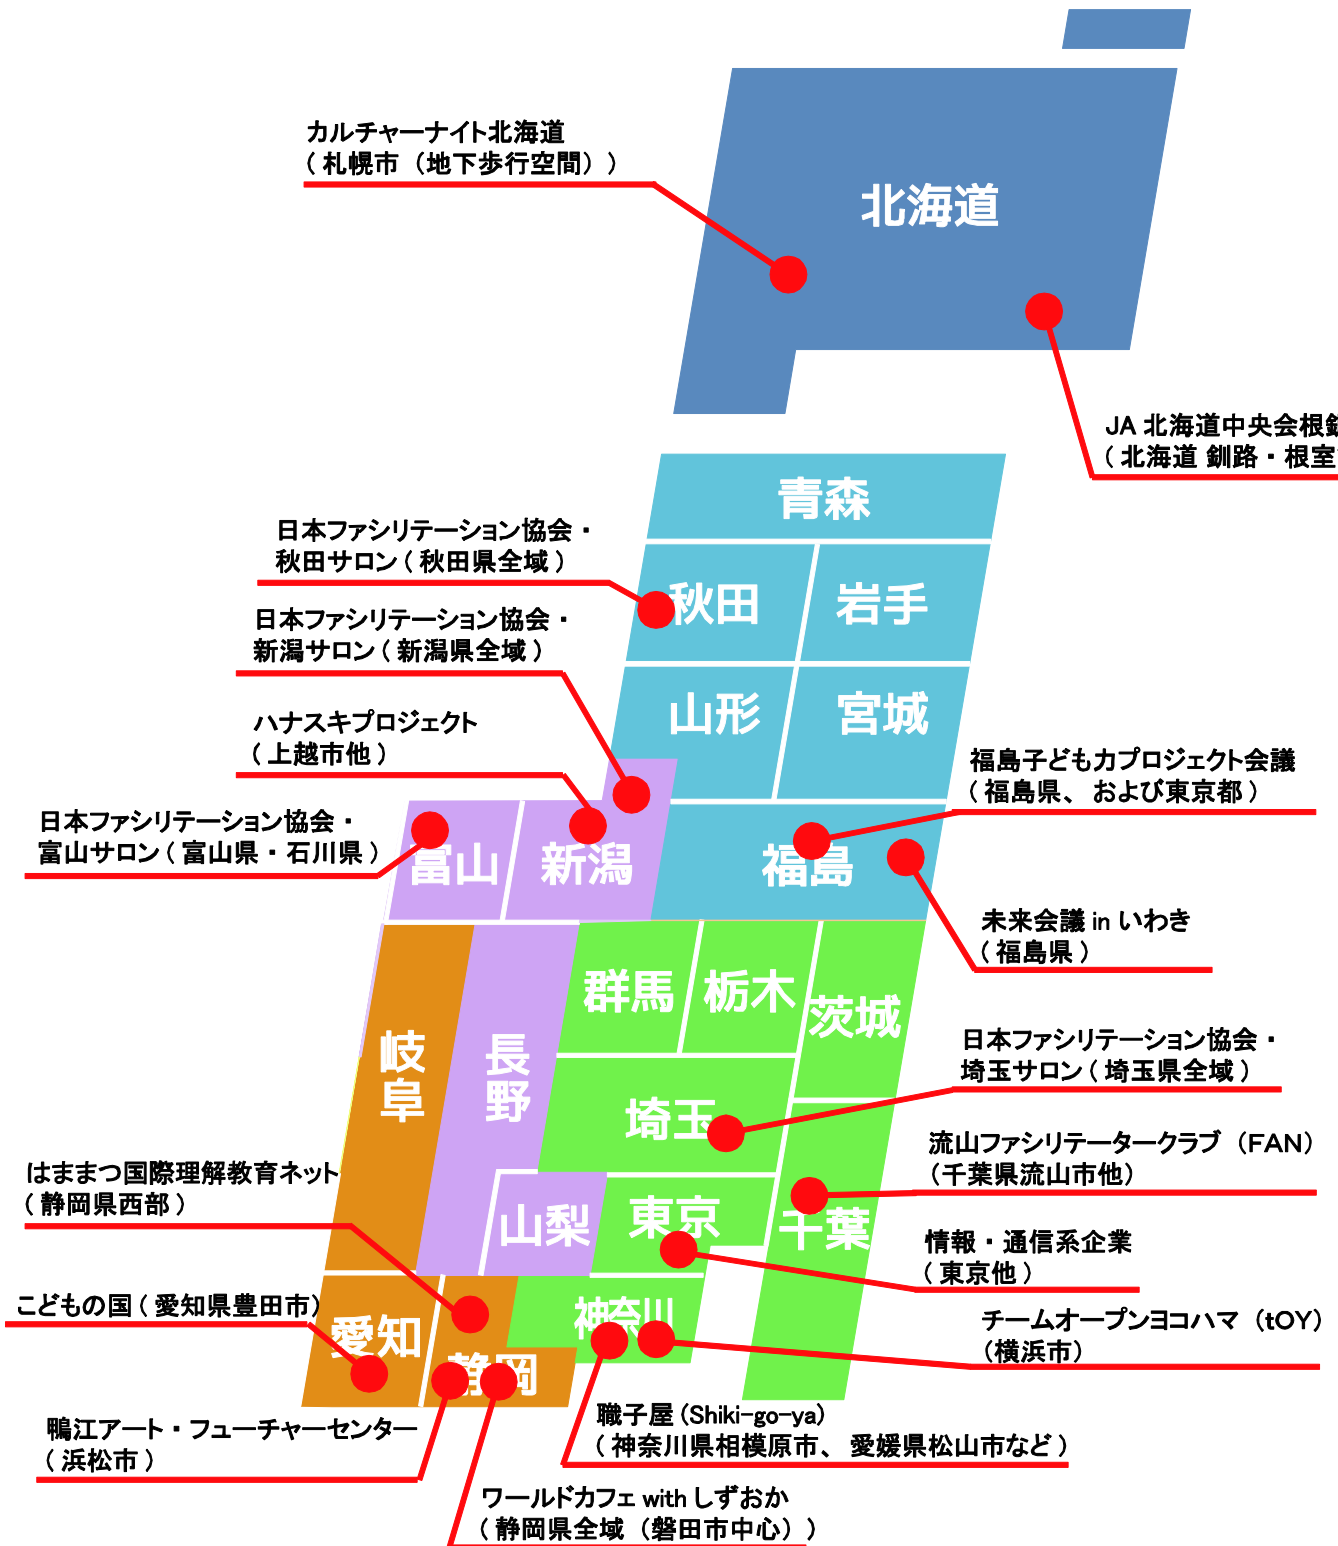 カルチャーナイト北海道
( 札幌市（地下歩行空間）)
北海道
JA 北海道中央会根釧
( 北海道 釧路・根室
青森
日本ファシリテーション協会・
秋田サロン ( 秋田県全域 )
秋田
岩手
日本ファシリテーション協会・
新潟サロン ( 新潟県全域 )
山形
宮城
ハナスキプロジェクト
( 上越市他 )
福島子ども力プロジェクト会議
( 福島県、および東京都 )
日本ファシリテーション協会・
富山サロン ( 富山県・石川県 )
富山
新潟
福島
未来会議 in いわき
( 福島県 )
群馬
栃木
茨城
岐阜
長野
日本ファシリテーション協会・
埼玉サロン ( 埼玉県全域 )
埼玉
流山ファシリテータークラブ（FAN）
（千葉県流山市他）
はままつ国際理解教育ネット
( 静岡県西部 )
山梨
東京
千葉
情報・通信系企業
( 東京他 )
こどもの国 ( 愛知県豊田市）
愛知
静岡
神奈川
チームオープンヨコハマ（tOY）
（横浜市）
鴨江アート・フューチャーセンター
( 浜松市 )
職子屋 (Shiki-go-ya)
( 神奈川県相模原市、愛媛県松山市など )
ワールドカフェ with しずおか
( 静岡県全域（磐田市中心）)